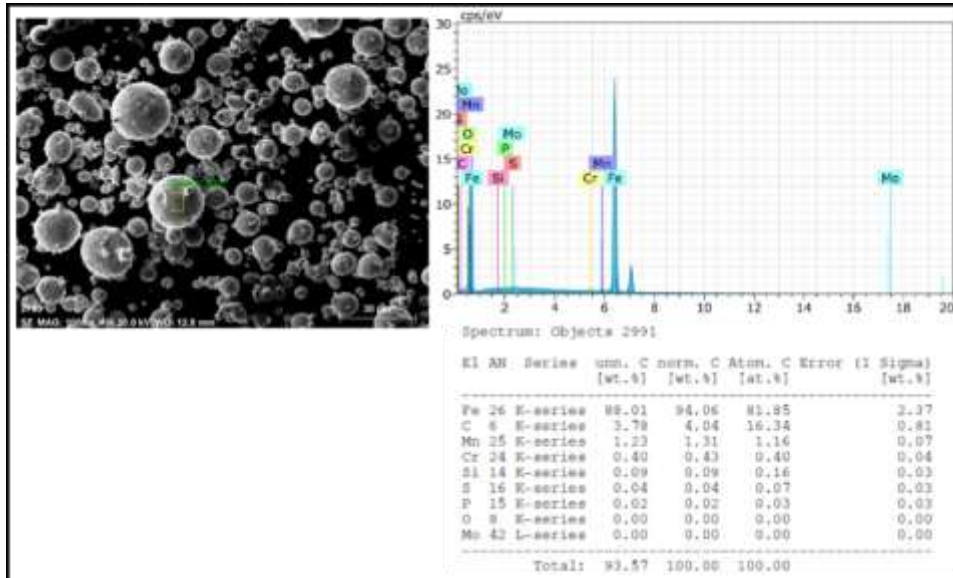 cps/eV
30
25
20
15
10
5
0
Mn
O Mo
Cr P
C S
Fe Si Cr Mn Fe Mo
2 4 6 8 10 12 14 16 18 20
Spectrum: Objects 2991
El AN Series unn. C norm. C Atom. C Error (1 Sigma)
[wt.%] [wt.%] [at.%] [wt.%]
Fe 26 K-series 88.01 94.06 81.85 2.37
C 6 K-series 3.78 4.04 16.34 0.81
Mn 25 K-series 1.23 1.31 1.16 0.07
Cr 24 K-series 0.40 0.43 0.40 0.04
Si 14 K-series 0.09 0.09 0.16 0.03
S 16 K-series 0.04 0.04 0.07 0.03
P 15 K-series 0.02 0.02 0.03 0.03
O 8 K-series 0.00 0.00 0.00 0.00
Mo 42 L-series 0.00 0.00 0.00 0.00
Total: 93.57 100.00 100.00